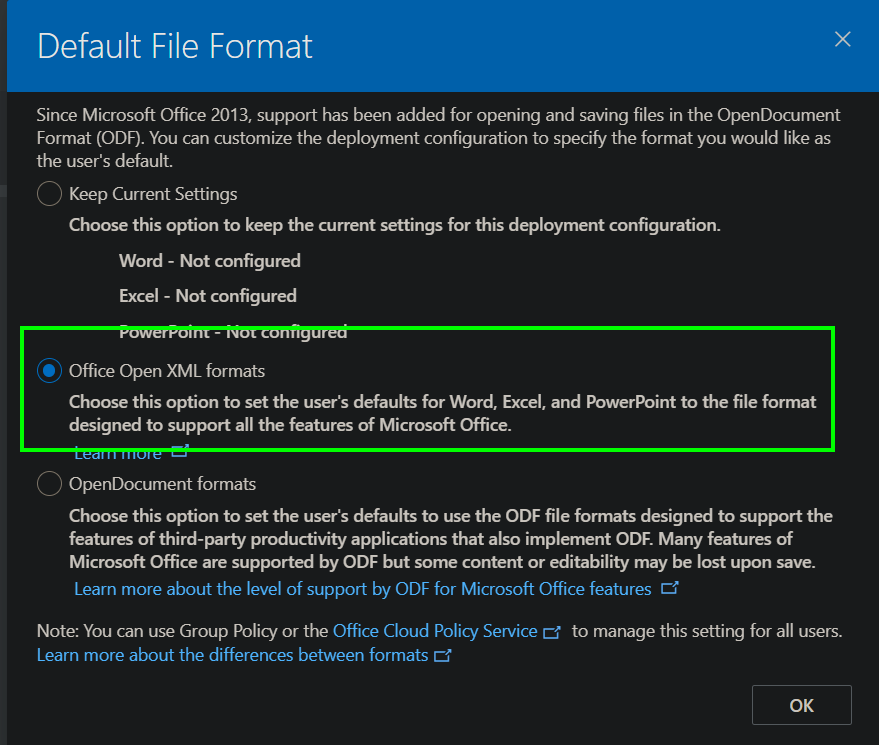 Default File Format
Since Microsoft Office 2013, support has been added for opening and saving files in the OpenDocument
Format (ODF). You can customize the deployment configuration to specify the format you would like as
the user's default.
Keep Current Settings
Choose this option to keep the current settings for this deployment configuration.
Word - Not configured
Excel - Not configured
PowerPoint - Not configured
Office Open XML formats
Choose this option to set the user's defaults for Word, Excel, and PowerPoint to the file format
designed to support all the features of Microsoft Office.
Learn more
OpenDocument formats
Choose this option to set the user's defaults to use the ODF file formats designed to support the
features of third-party productivity applications that also implement ODF. Many features of
Microsoft Office are supported by ODF but some content or editability may be lost upon save.
Learn more about the level of support by ODF for Microsoft Office features
Note: You can use Group Policy or the Office Cloud Policy Service to manage this setting for all users.
Learn more about the differences between formats
OK